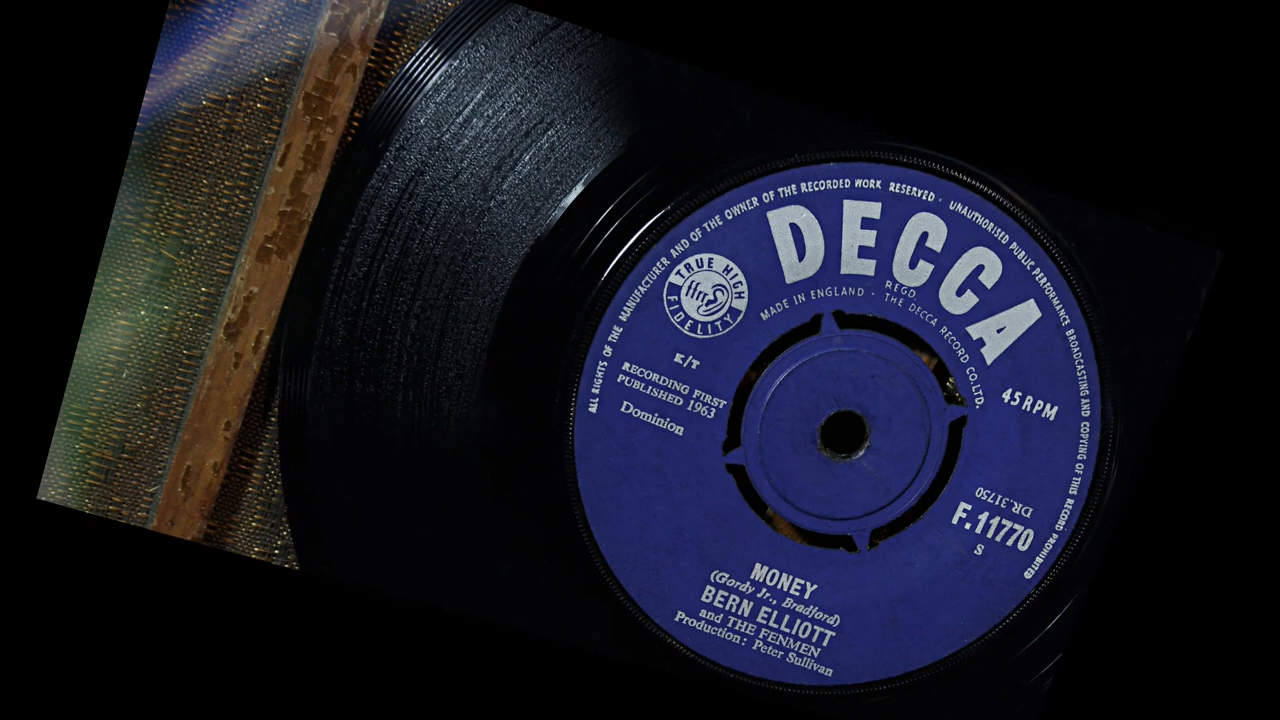 ALL RIGHTS OF THE MANUFACTURER AND OF THE OWNER OF THE RECORDED WORK RESERVED · UNAUTHORISED PUBLIC PERFORMANCE BROADCASTING AND COPYING OF THIS RECORD PROHIBITED
DECCA
REGD.
MADE IN ENGLAND · THE DECCA RECORD CO. LTD.
TRUE HIGH
FIDELITY
K/T
RECORDING FIRST
PUBLISHED 1963
Dominion
45 RPM
DR.31750
F.11770
S
MONEY
(Gordy Jr., Bradford)
BERN ELLIOTT
and THE FENMEN
Production: Peter Sullivan